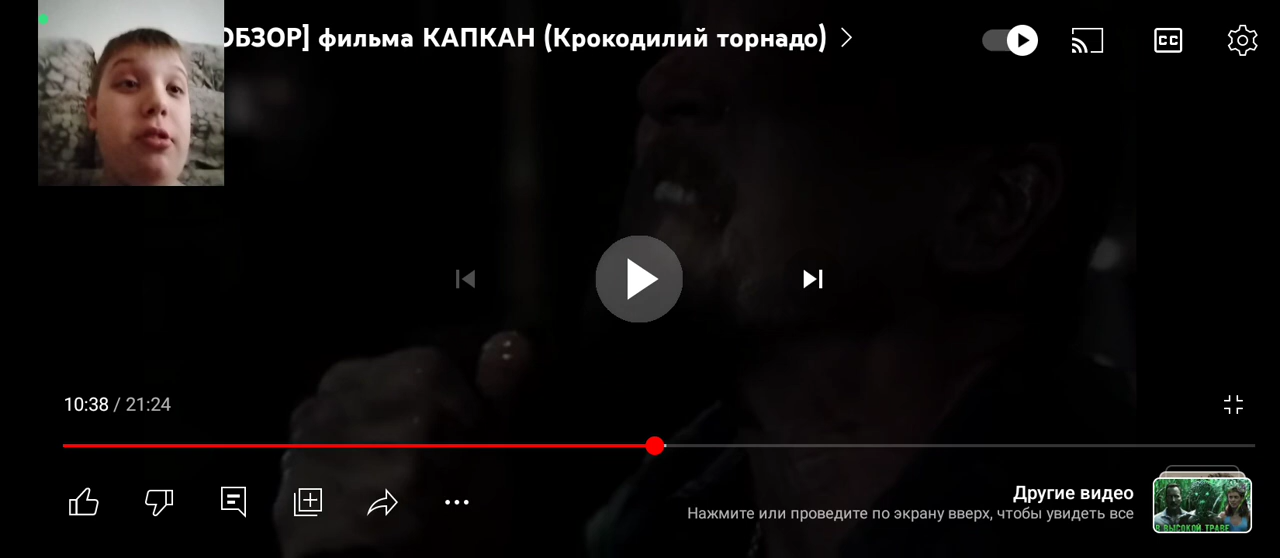 ОБЗОР] фильма КАПКАН (Крокодилий торнадо)
CC
10:38 / 21:24
Другие видео
Нажмите или проведите по экрану вверх, чтобы увидеть все
В ВЫСОКОЙ ТРАВЕ